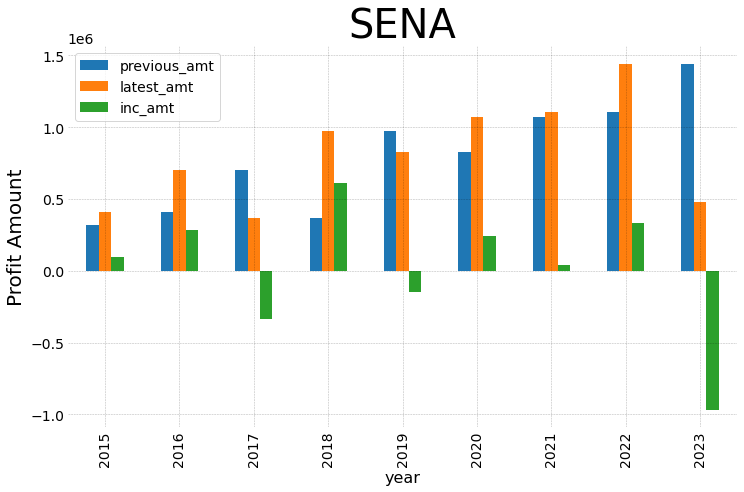 SENA
1e6
previous_amt
latest_amt
inc_amt
Profit Amount
1.5
1.0
0.5
0.0
−0.5
−1.0
2015
2016
2017
2018
2019
2020
2021
2022
2023
year